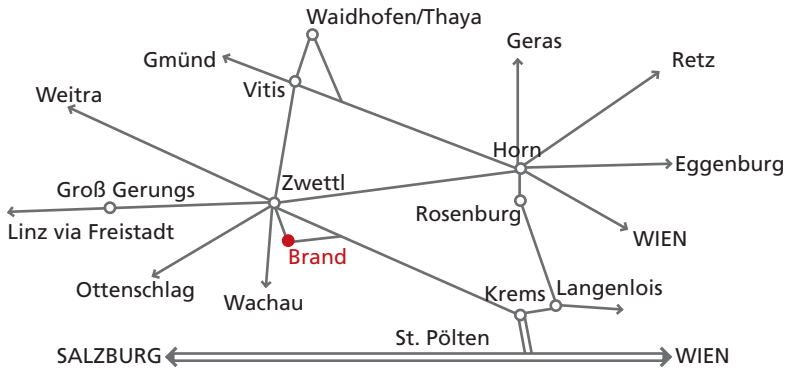 Waidhofen/Thaya
Geras
Gmünd
Retz
Vitis
Weitra
Horn
Eggenburg
Zwettl
Groß Gerungs
Rosenburg
Linz via Freistadt
WIEN
Brand
Ottenschlag
Wachau
Krems
Langenlois
St. Pölten
SALZBURG
WIEN